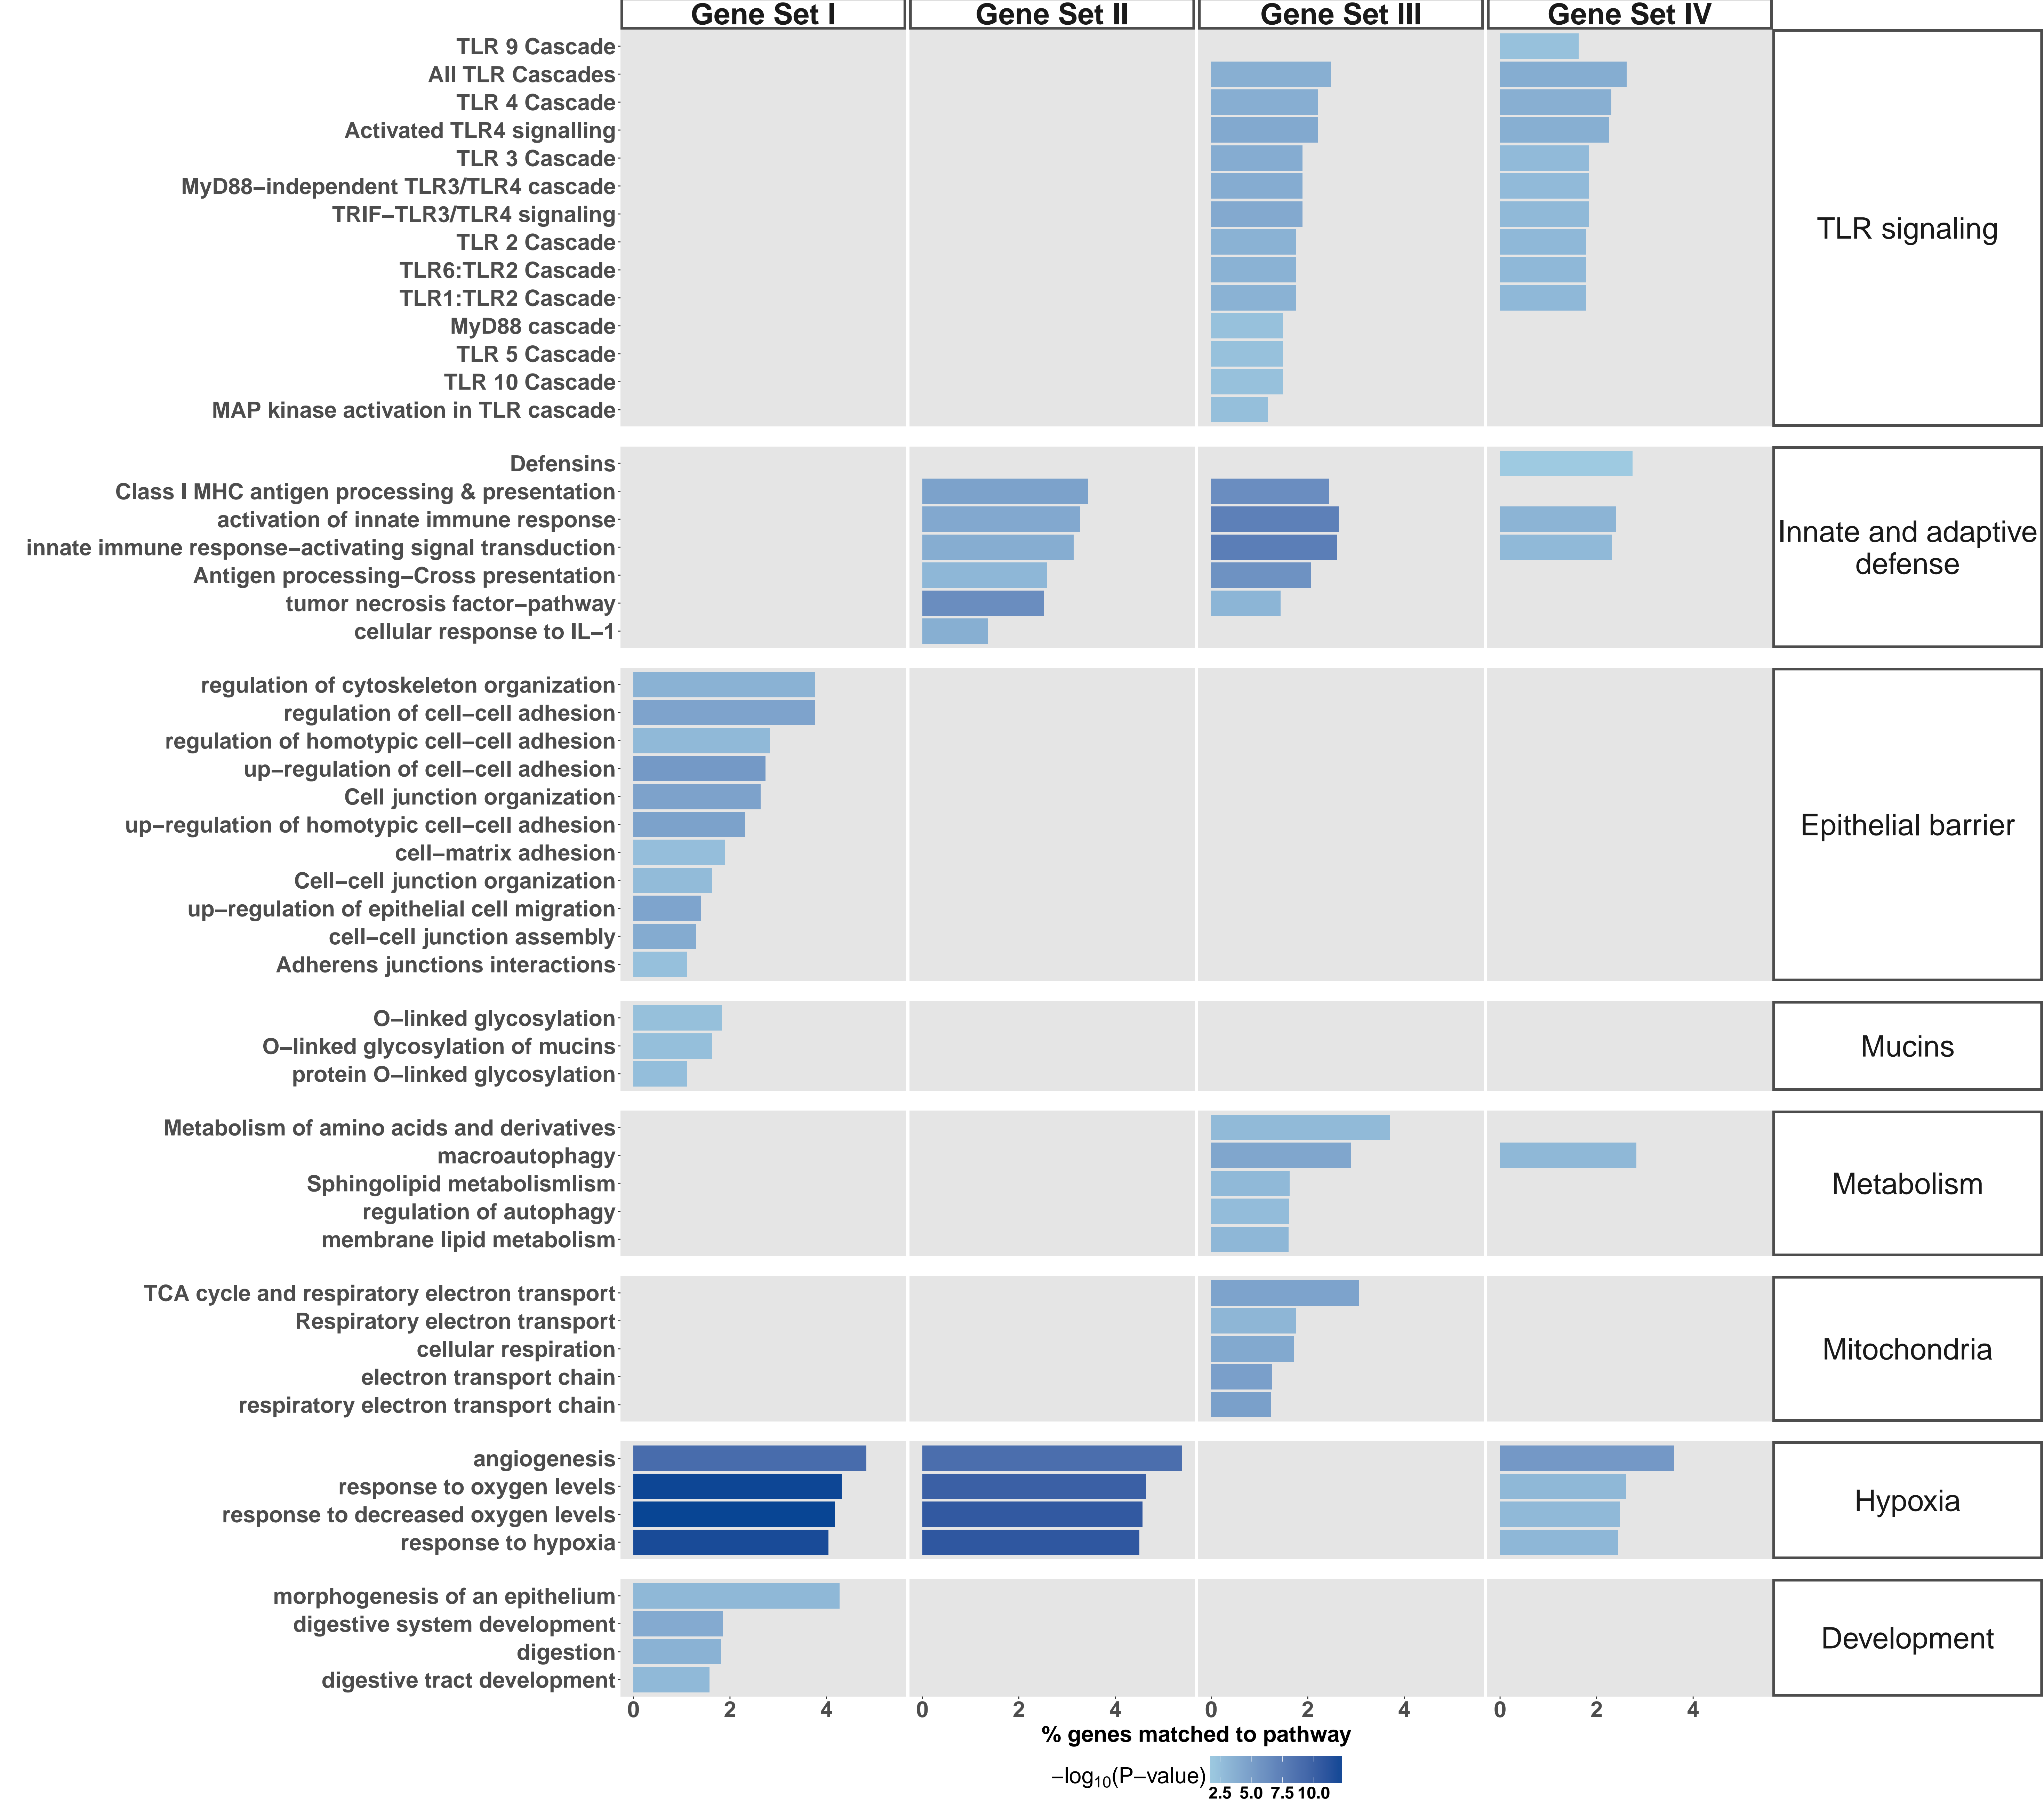 Gene Set I Gene Set II Gene Set III Gene Set IV
TLR 9 Cascade
All TLR Cascades
TLR 4 Cascade
Activated TLR4 signalling
TLR 3 Cascade
MyD88−independent TLR3/TLR4 cascade
TRIF−TLR3/TLR4 signaling
TLR 2 Cascade
TLR6:TLR2 Cascade
TLR1:TLR2 Cascade
MyD88 cascade
TLR 5 Cascade
TLR 10 Cascade
MAP kinase activation in TLR cascade
TLR signaling
Defensins
Class I MHC antigen processing & presentation
activation of innate immune response
innate immune response−activating signal transduction
Antigen processing−Cross presentation
tumor necrosis factor−pathway
cellular response to IL−1
Innate and adaptive
defense
regulation of cytoskeleton organization
regulation of cell−cell adhesion
regulation of homotypic cell−cell adhesion
up−regulation of cell−cell adhesion
Cell junction organization
up−regulation of homotypic cell−cell adhesion
cell−matrix adhesion
Cell−cell junction organization
up−regulation of epithelial cell migration
cell−cell junction assembly
Adherens junctions interactions
Epithelial barrier
O−linked glycosylation
O−linked glycosylation of mucins
protein O−linked glycosylation
Mucins
Metabolism of amino acids and derivatives
macroautophagy
Sphingolipid metabolismlism
regulation of autophagy
membrane lipid metabolism
Metabolism
TCA cycle and respiratory electron transport
Respiratory electron transport
cellular respiration
electron transport chain
respiratory electron transport chain
Mitochondria
angiogenesis
response to oxygen levels
response to decreased oxygen levels
response to hypoxia
Hypoxia
morphogenesis of an epithelium
digestive system development
digestion
digestive tract development
Development
0 2 4 0 2 4 0 2 4 0 2 4
% genes matched to pathway
−log10(P−value)
2.5 5.0 7.5 10.0